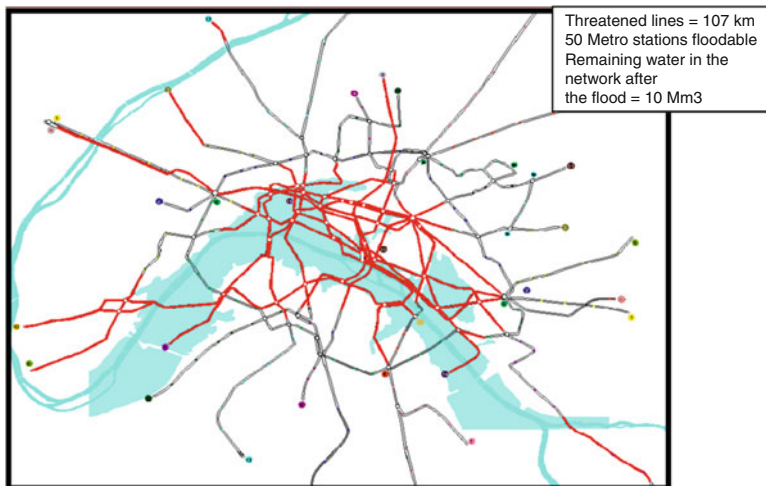 Threatened lines = 107 km
50 Metro stations floodable
Remaining water in the
network after
the flood = 10 Mm3